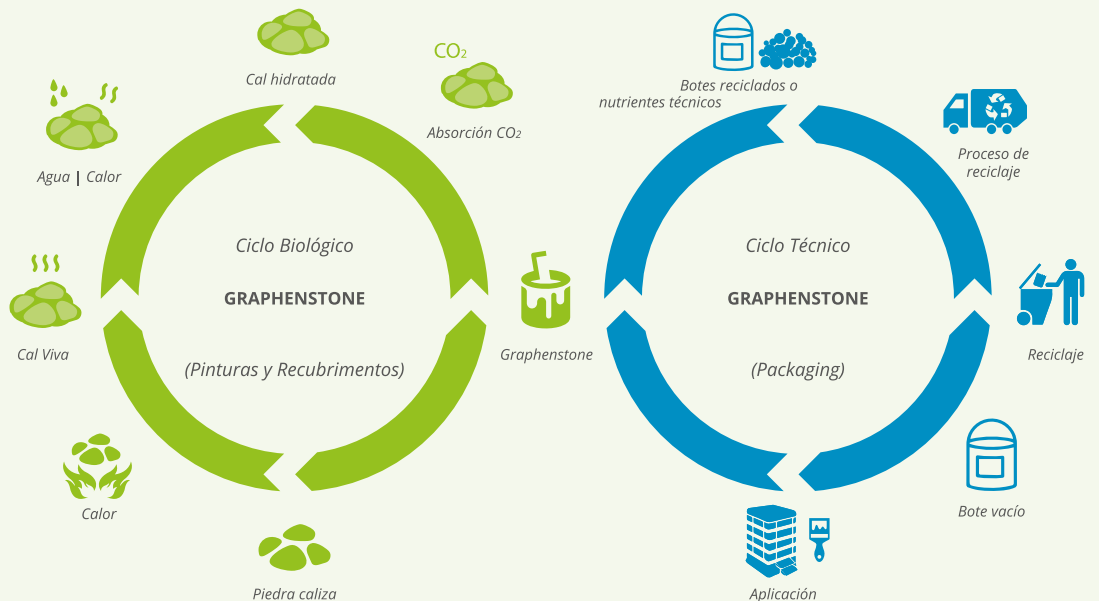 Cal hidratada
CO₂
Absorción CO₂
Agua | Calor
Cal Viva
Calor
Piedra caliza
Ciclo Biológico
GRAPHENSTONE
(Pinturas y Recubrimentos)
Graphenstone
Botes reciclados o
nutrientes técnicos
Proceso de
reciclaje
Reciclaje
Bote vacío
Aplicación
Ciclo Técnico
GRAPHENSTONE
(Packaging)